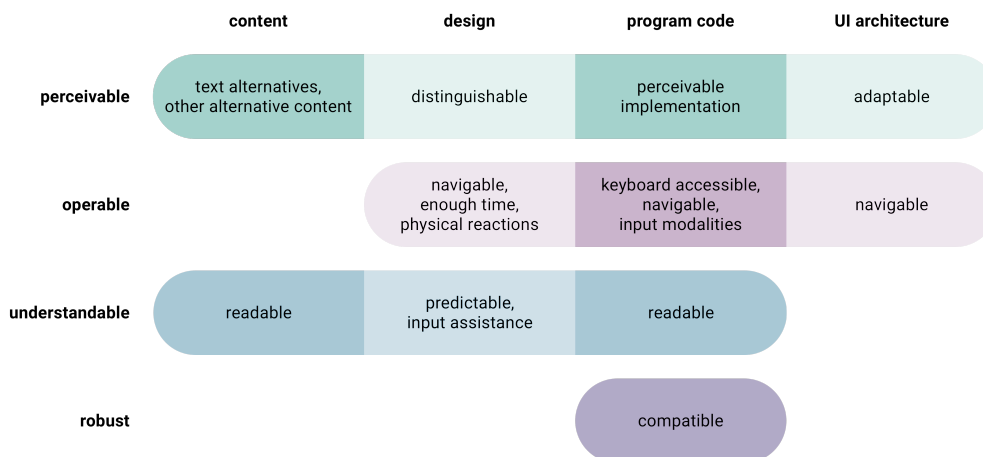 content design program code UI architecture
perceivable
text alternatives,
other alternative content
distinguishable
perceivable
implementation
adaptable
operable
navigable,
enough time,
physical reactions
keyboard accessible,
navigable,
input modalities
navigable
understandable
readable
predictable,
input assistance
readable
robust
compatible